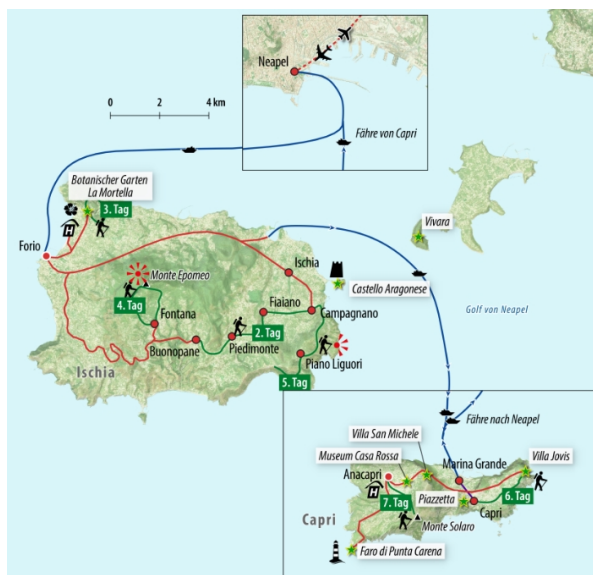 Neapel
0 2 4 km
Fähre von Capri
Botanischer Garten
La Mortella
3. Tag
H
Vivara
Forio
Ischia
Monte Epomeo
Castello Aragonese
4. Tag
Fiaiano
Campagnano
Golf von Neapel
Fontana
2. Tag
Buonopane
Piedimonte
Piano Liguori
Ischia
5. Tag
Fähre nach Neapel
Villa San Michele
Museum Casa Rossa
Marina Grande
Villa Jovis
Anacapri
H
Piazzetta
6. Tag
7. Tag
Capri
Capri
Monte Solaro
Faro di Punta Carena